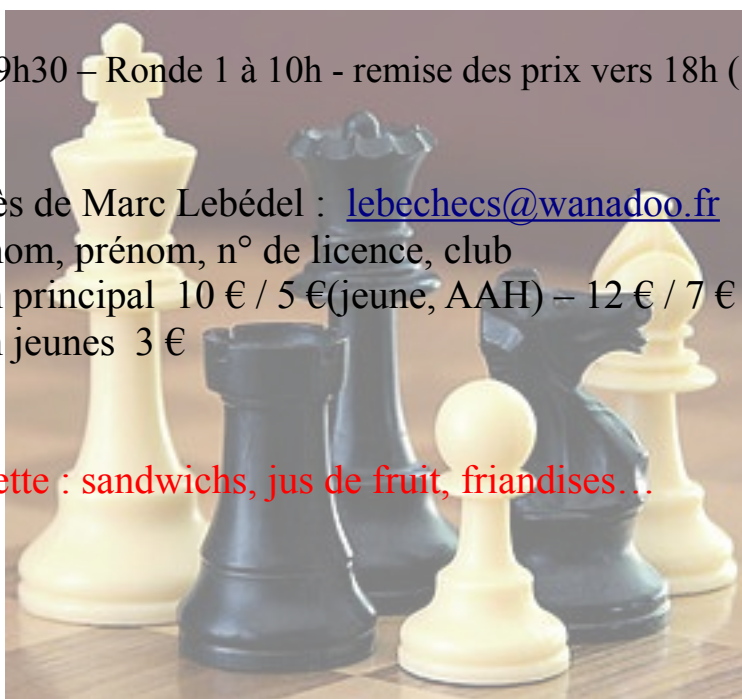 9h30 – Ronde 1 à 10h - remise des prix vers 18h (
ès de Marc Lebédel : lebechecs@wanadoo.fr
nom, prénom, n° de licence, club
principal 10 € / 5 €(jeune, AAH) – 12 € / 7 €
jeunes 3 €
ette : sandwichs, jus de fruit, friandises…